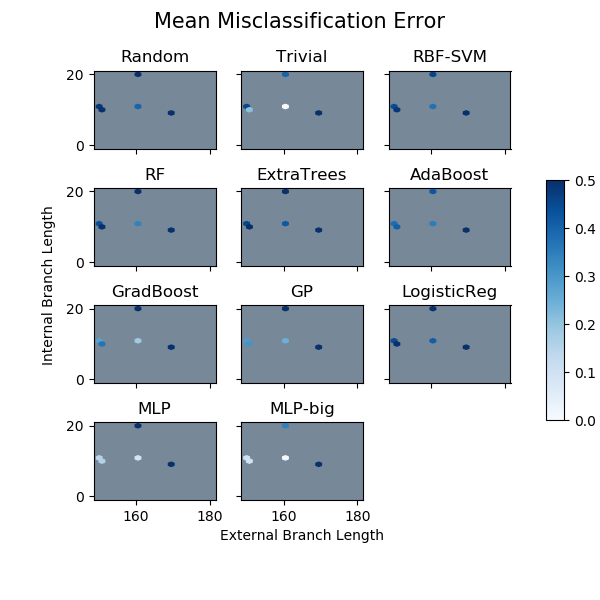 Mean Misclassification Error
Random Trivial RBF-SVM
20
0
RF ExtraTrees AdaBoost
20
0
GradBoost GP LogisticReg
20
0
MLP MLP-big
20
0
160 180 160 180
External Branch Length
Internal Branch Length
0.5
0.4
0.3
0.2
0.1
0.0